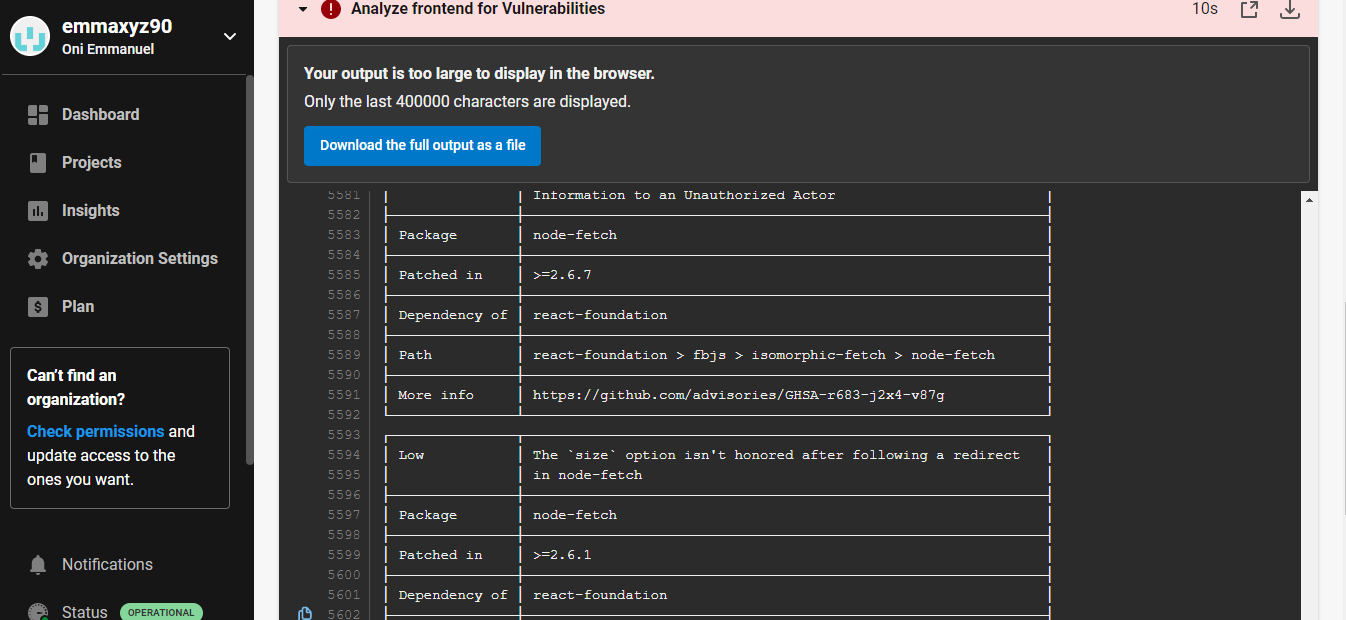 emmaxyz90
Oni Emmanuel
Dashboard
Projects
Insights
Organization Settings
Plan
Can't find an
organization?
Check permissions and
update access to the
ones you want.
Notifications
Status OPERATIONAL
Analyze frontend for Vulnerabilities 10s
Your output is too large to display in the browser.
Only the last 400000 characters are displayed.
Download the full output as a file
5581 Information to an Unauthorized Actor
5582
5583 Package node-fetch
5584
5585 Patched in >=2.6.7
5586
5587 Dependency of react-foundation
5588
5589 Path react-foundation > fbjs > isomorphic-fetch > node-fetch
5590
5591 More info https://github.com/advisories/GHSA-r683-j2x4-v87g
5592
5593
5594 Low The `size` option isn't honored after following a redirect
5595 in node-fetch
5596
5597 Package node-fetch
5598
5599 Patched in >=2.6.1
5600
5601 Dependency of react-foundation
5602